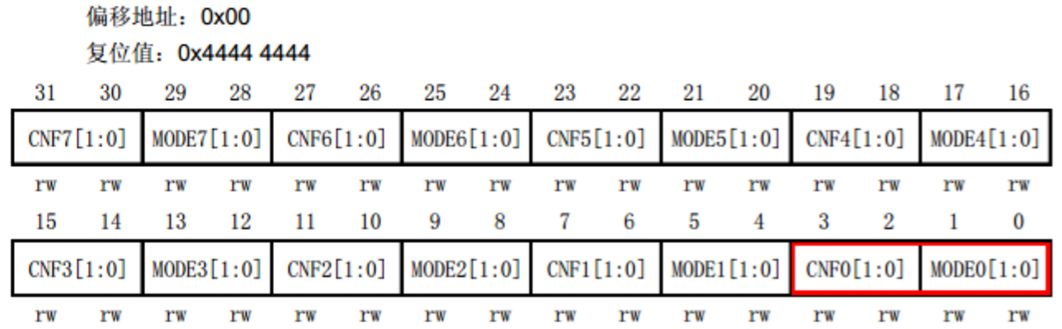 偏移地址：0x00
复位值：0x4444 4444
31 30 29 28 27 26 25 24 23 22 21 20 19 18 17 16
CNF7[1:0] MODE7[1:0] CNF6[1:0] MODE6[1:0] CNF5[1:0] MODE5[1:0] CNF4[1:0] MODE4[1:0]
rw rw rw rw rw rw rw rw rw rw rw rw rw rw rw rw
15 14 13 12 11 10 9 8 7 6 5 4 3 2 1 0
CNF3[1:0] MODE3[1:0] CNF2[1:0] MODE2[1:0] CNF1[1:0] MODE1[1:0] CNF0[1:0] MODE0[1:0]
rw rw rw rw rw rw rw rw rw rw rw rw rw rw rw rw